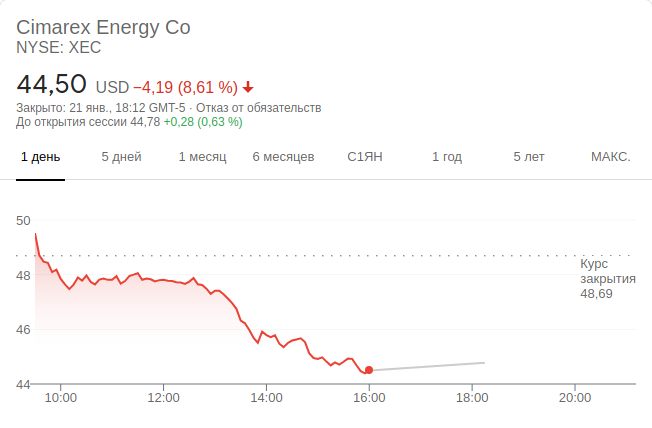 Cimarex Energy Co
NYSE: XEC
44,50 USD −4,19 (8,61 %)
Закрыто: 21 янв., 18:12 GMT-5 · Отказ от обязательств
До открытия сессии 44,78 +0,28 (0,63 %)
1 день 5 дней 1 месяц 6 месяцев С1ЯН 1 год 5 лет МАКС.
50
48
46
44
Курс
закрытия
48,69
10:00 12:00 14:00 16:00 18:00 20:00